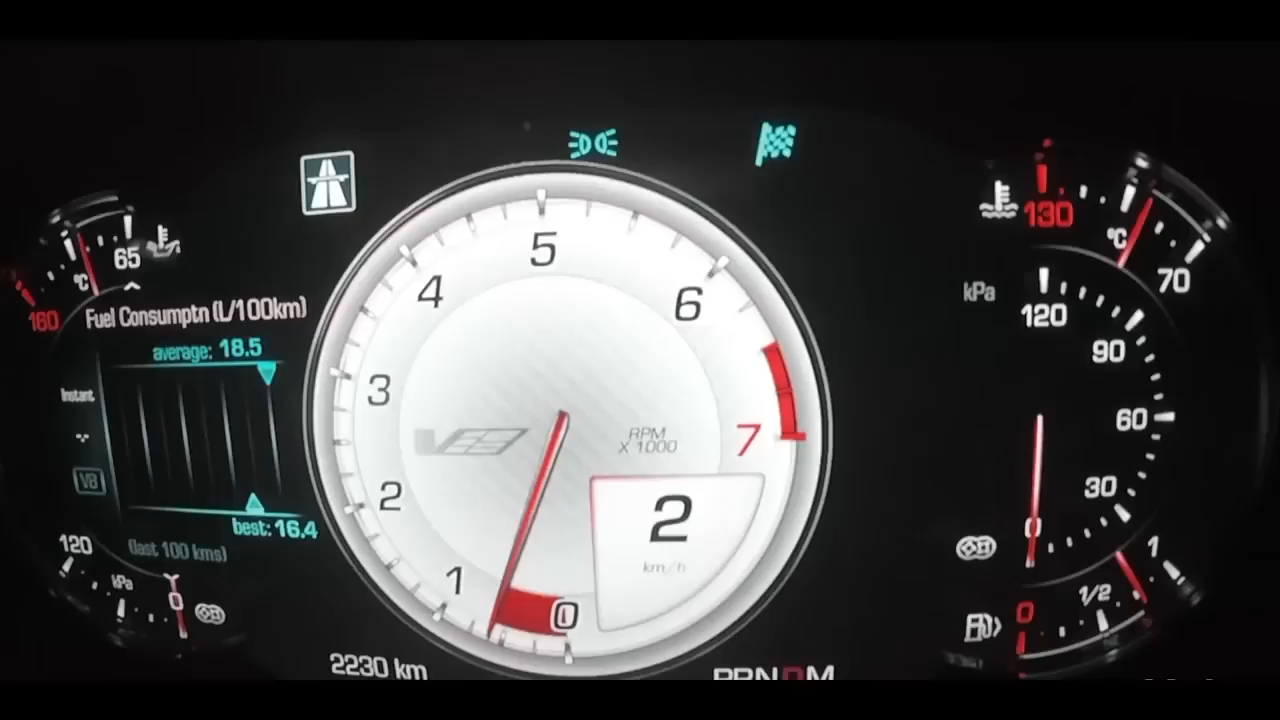 65
°C
160
Fuel Consumptn (L/100km)
average: 18.5
Instant
V8
best: 16.4
(last 100 kms)
120
kPa
0
5
4
6
3
RPM
X 1000
7
2
2
km/h
1
0
2230 km
PRNDM
130
°C
70
kPa
120
90
60
30
0
1
1/2
0